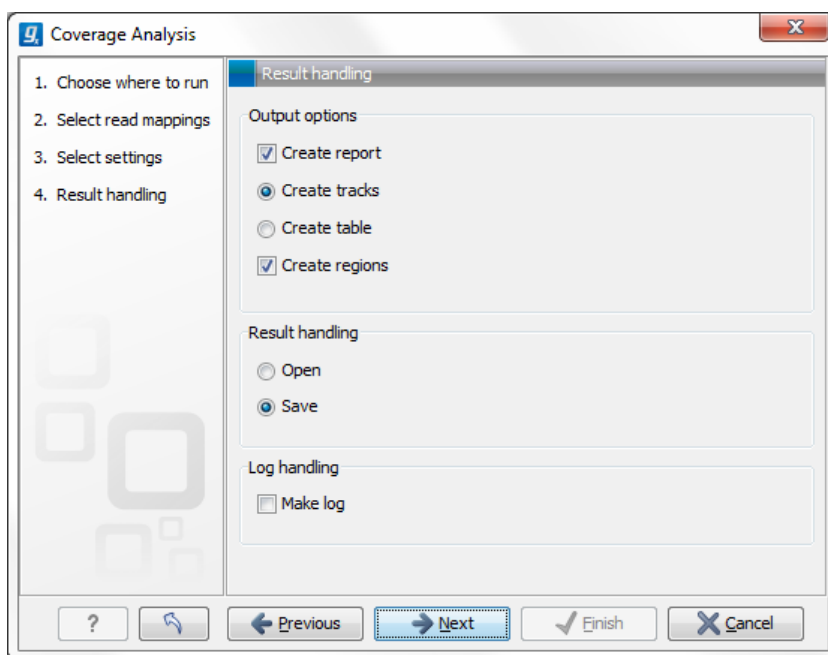 gx Coverage Analysis
1. Choose where to run
2. Select read mappings
3. Select settings
4. Result handling
Result handling
Output options
Create report
Create tracks
Create table
Create regions
Result handling
Open
Save
Log handling
Make log
? Previous Next Finish Cancel